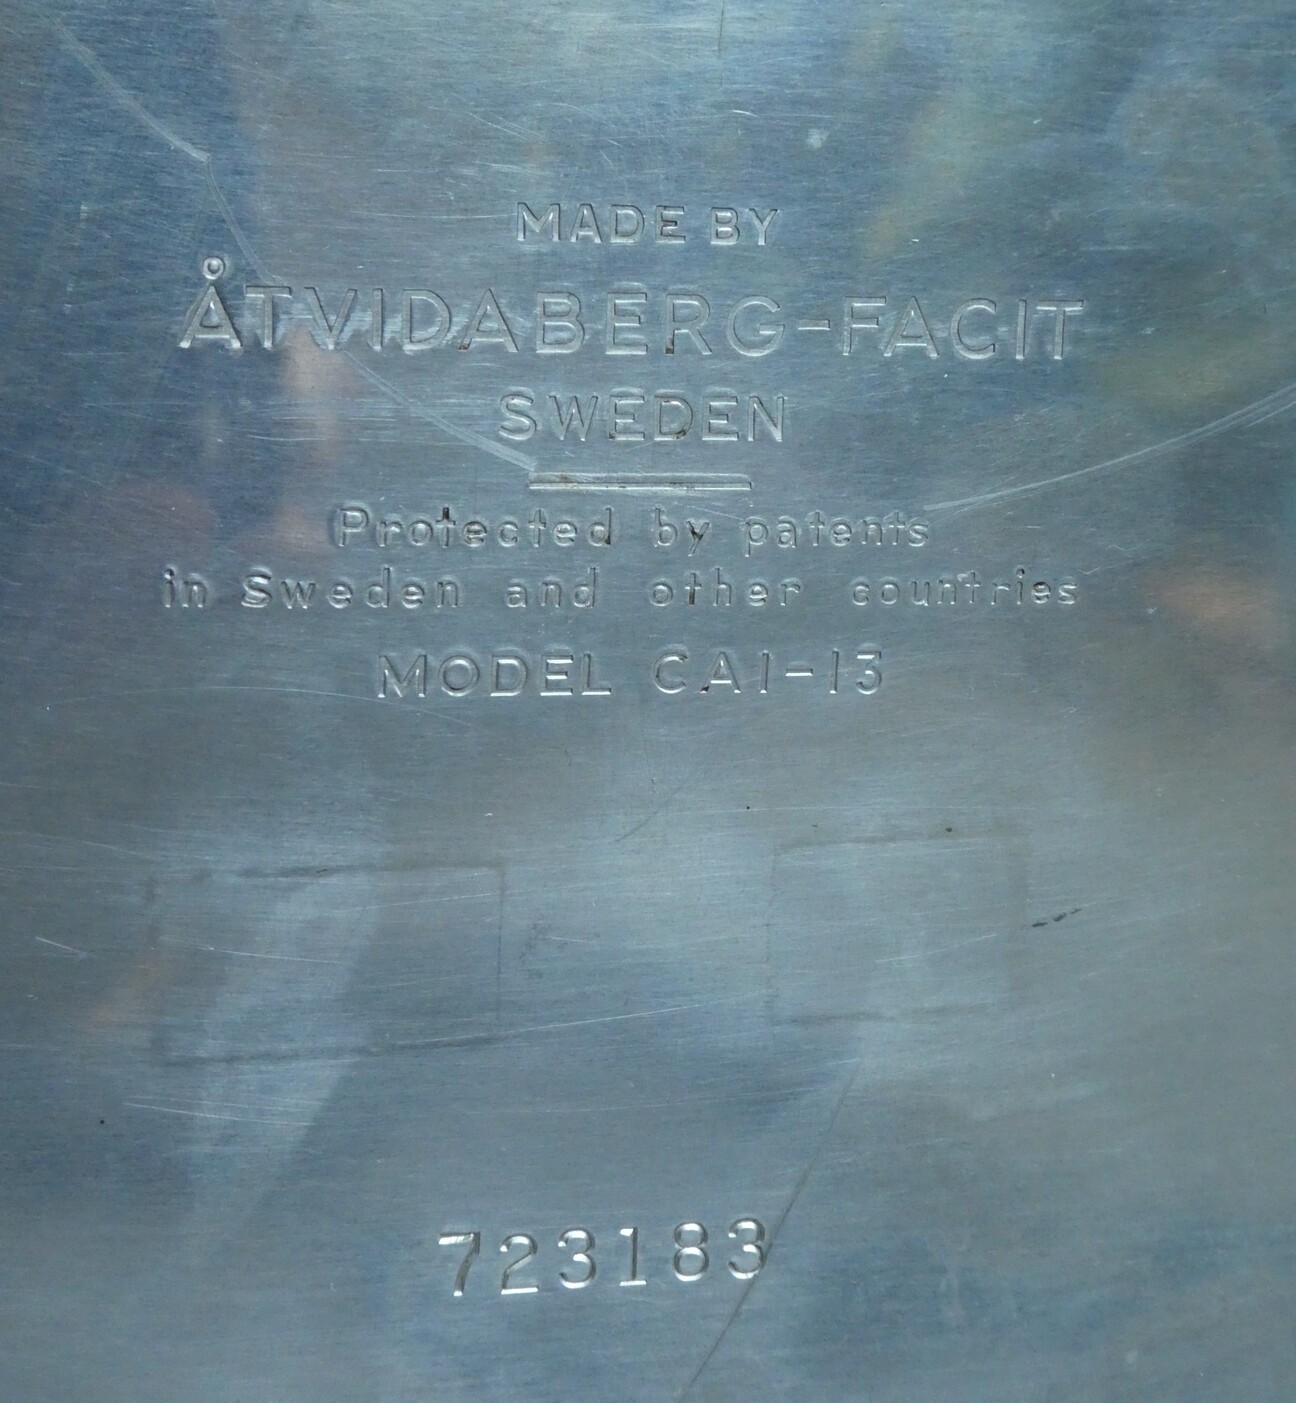 MADE BY
ÅTVIDABERG-FACIT
SWEDEN
Protected by patents
in Sweden and other countries
MODEL CA1-13
723183